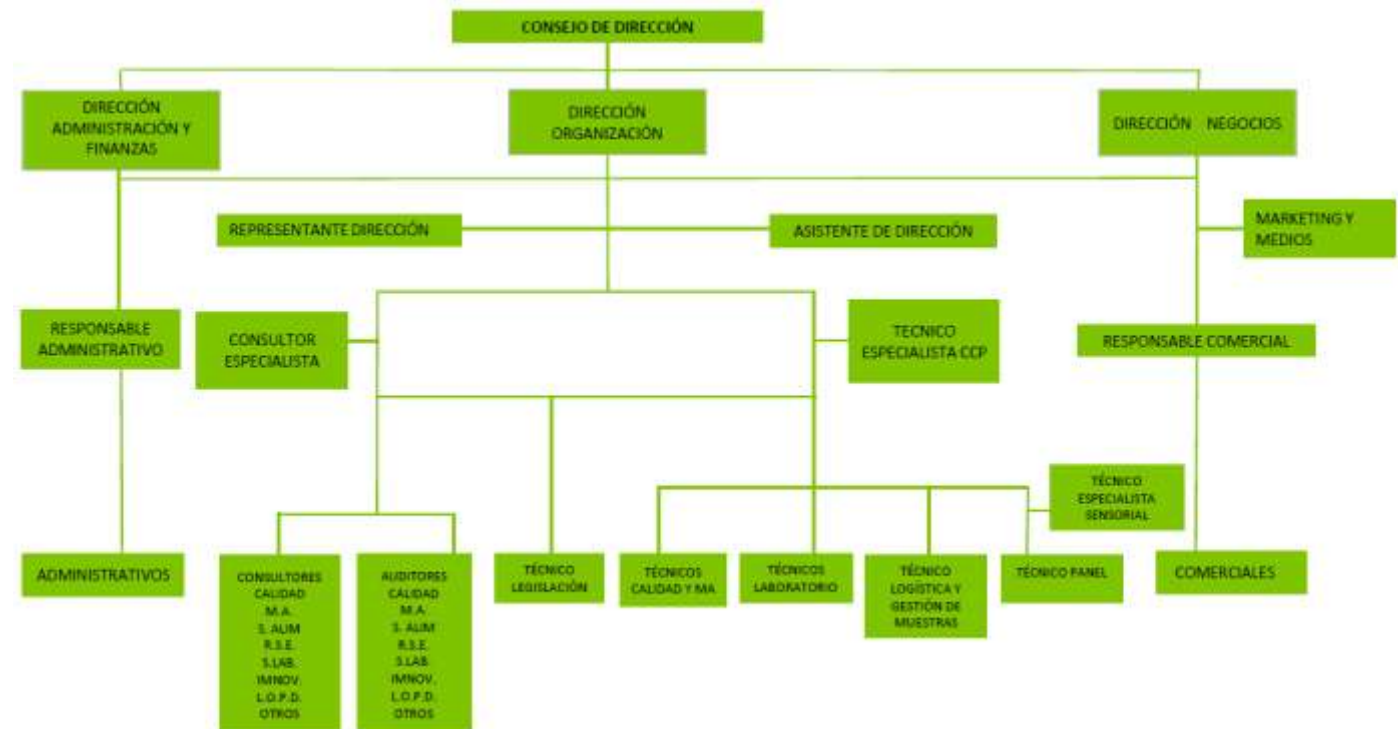 CONSEJO DE DIRECCIÓN
DIRECCIÓN
ADMINISTRACIÓN Y
FINANZAS
DIRECCIÓN
ORGANIZACIÓN
DIRECCIÓN NEGOCIOS
REPRESENTANTE DIRECCIÓN
ASISTENTE DE DIRECCIÓN
MARKETING Y
MEDIOS
RESPONSABLE
ADMINISTRATIVO
CONSULTOR
ESPECIALISTA
TECNICO
ESPECIALISTA CCP
RESPONSABLE COMERCIAL
TÉCNICO
ESPECIALISTA
SENSORIAL
ADMINISTRATIVOS
CONSULTORES
CALIDAD
M.A.
S. ALIM
R.S.E.
S.LAB.
IMNOV.
L.O.P.D.
OTROS
AUDITORES
CALIDAD
M.A.
S. ALIM
R.S.E.
S.LAB.
IMNOV.
L.O.P.D.
OTROS
TÉCNICO
LEGISLACIÓN
TÉCNICOS
CALIDAD Y MA
TÉCNICOS
LABORATORIO
TÉCNICO
LOGÍSTICA Y
GESTIÓN DE
MUESTRAS
TÉCNICO PANEL
COMERCIALES